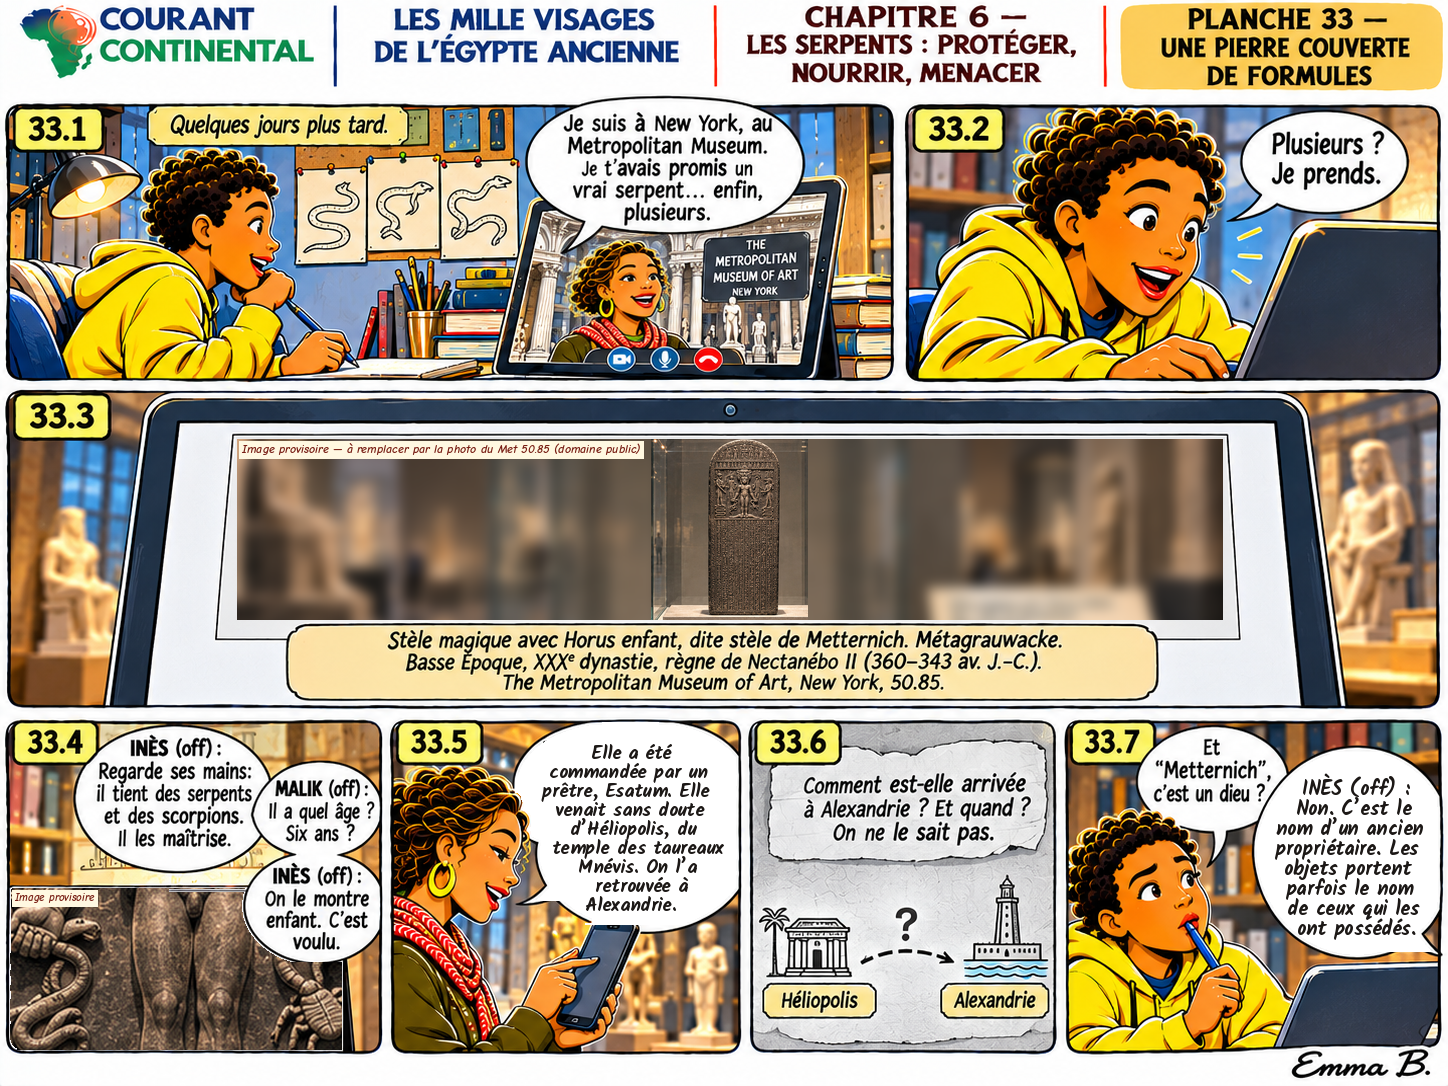 COURANT
CONTINENTAL
LES MILLE VISAGES
DE L'ÉGYPTE ANCIENNE
CHAPITRE 6 —
LES SERPENTS : PROTÉGER,
NOURRIR, MENACER
PLANCHE 33 —
UNE PIERRE COUVERTE
DE FORMULES
33.1
Quelques jours plus tard.
Je suis à New York, au
Metropolitan Museum.
Je t'avais promis un
vrai serpent... enfin,
plusieurs.
THE
METROPOLITAN
MUSEUM OF ART
NEW YORK
33.2
Plusieurs ?
Je prends.
33.3
Image provisoire — à remplacer par la photo du Met 50.85 (domaine public)
Stèle magique avec Horus enfant, dite stèle de Metternich. Métagrauwacke.
Basse Époque, XXXe dynastie, règne de Nectanébo II (360–343 av. J.-C.).
The Metropolitan Museum of Art, New York, 50.85.
33.4
INÈS (off) :
Regarde ses mains:
il tient des serpents
et des scorpions.
Il les maîtrise.
MALIK (off) :
Il a quel âge ?
Six ans ?
INÈS (off) :
On le montre
enfant. C'est
voulu.
Image provisoire
33.5
Elle a été
commandée par un
prêtre, Esatum. Elle
venait sans doute
d'Héliopolis, du
temple des taureaux
Mnévis. On l'a
retrouvée à
Alexandrie.
33.6
Comment est-elle arrivée
à Alexandrie ? Et quand ?
On ne le sait pas.
?
Héliopolis
Alexandrie
33.7
Et
"Metternich",
c'est un dieu ?
INÈS (off) :
Non. C'est le
nom d'un ancien
propriétaire. Les
objets portent
parfois le nom
de ceux qui les
ont possédés.
Emma B.